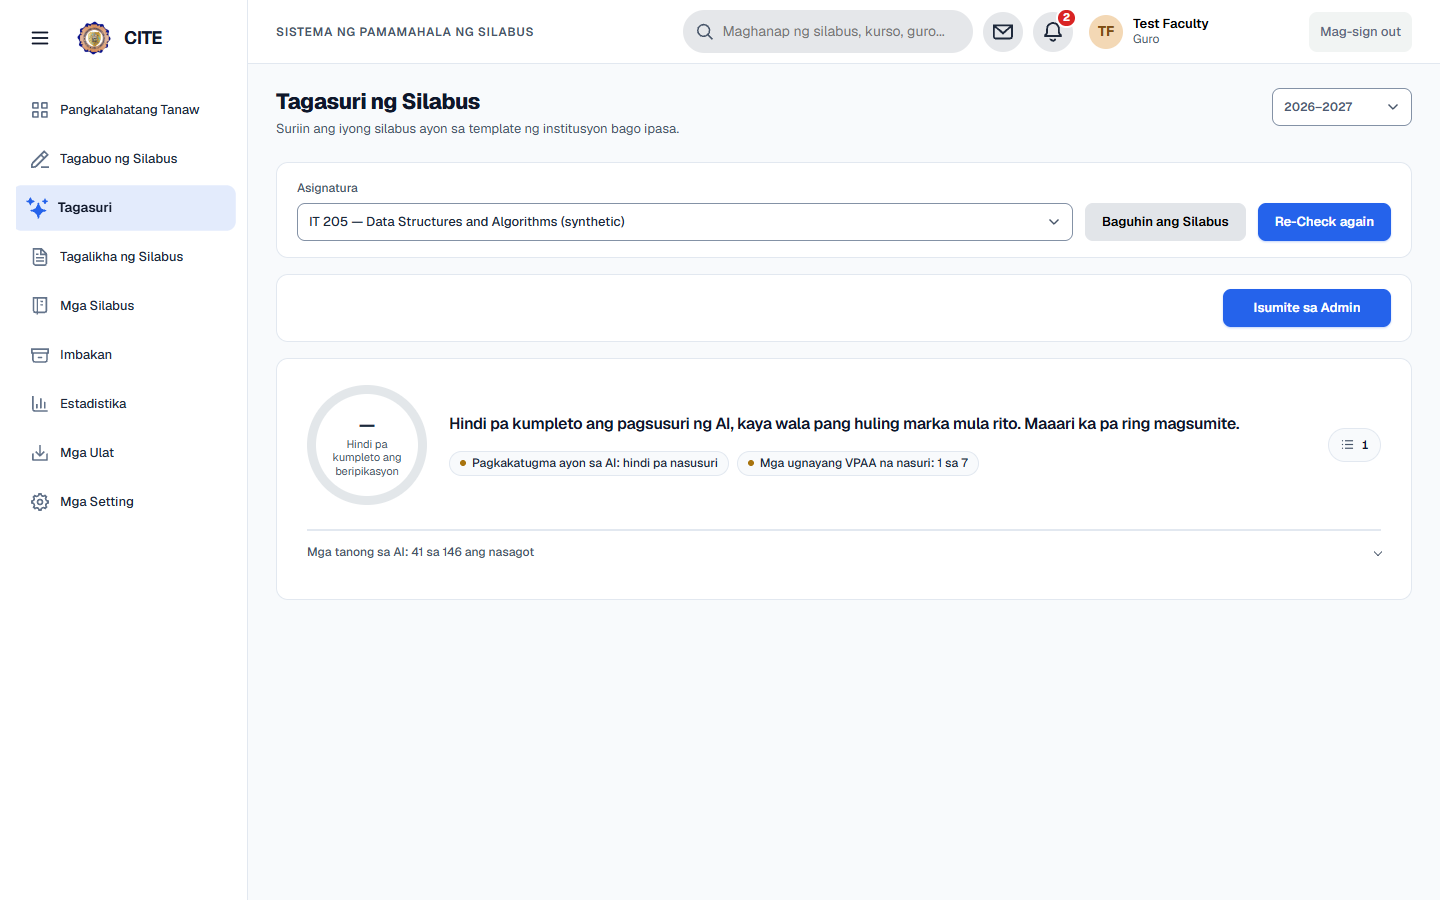 CITE
SISTEMA NG PAMAMAHALA NG SILABUS
Maghanap ng silabus, kurso, guro...
2
TF
Test Faculty
Guro
Mag-sign out
Pangkalahatang Tanaw
Tagabuo ng Silabus
Tagasuri
Tagalikha ng Silabus
Mga Silabus
Imbakan
Estadistika
Mga Ulat
Mga Setting
Tagasuri ng Silabus
Suriin ang iyong silabus ayon sa template ng institusyon bago ipasa.
2026–2027
Asignatura
IT 205 — Data Structures and Algorithms (synthetic)
Baguhin ang Silabus
Re-Check again
Isumite sa Admin
—
Hindi pa
kumpleto ang
beripikasyon
Hindi pa kumpleto ang pagsusuri ng AI, kaya wala pang huling marka mula rito. Maaari ka pa ring magsumite.
Pagkakatugma ayon sa AI: hindi pa nasusuri
Mga ugnayang VPAA na nasuri: 1 sa 7
1
Mga tanong sa AI: 41 sa 146 ang nasagot